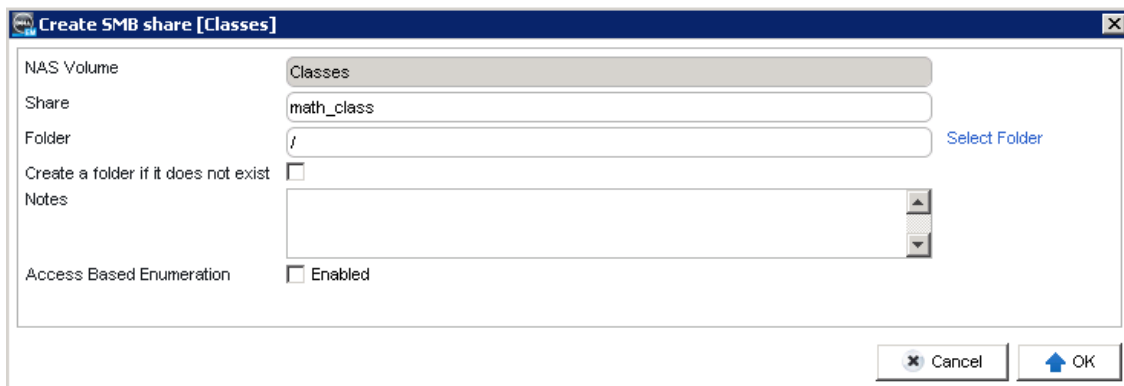 Create SMB share [Classes]
NAS Volume Classes
Share math_class
Folder / Select Folder
Create a folder if it does not exist
Notes
Access Based Enumeration Enabled
Cancel OK